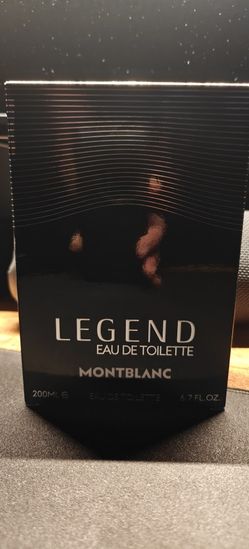 LEGEND
EAU DE TOILETTE
MONTBLANC
200ML ℮ EAU DE TOILETTE 6.7 FL.OZ.